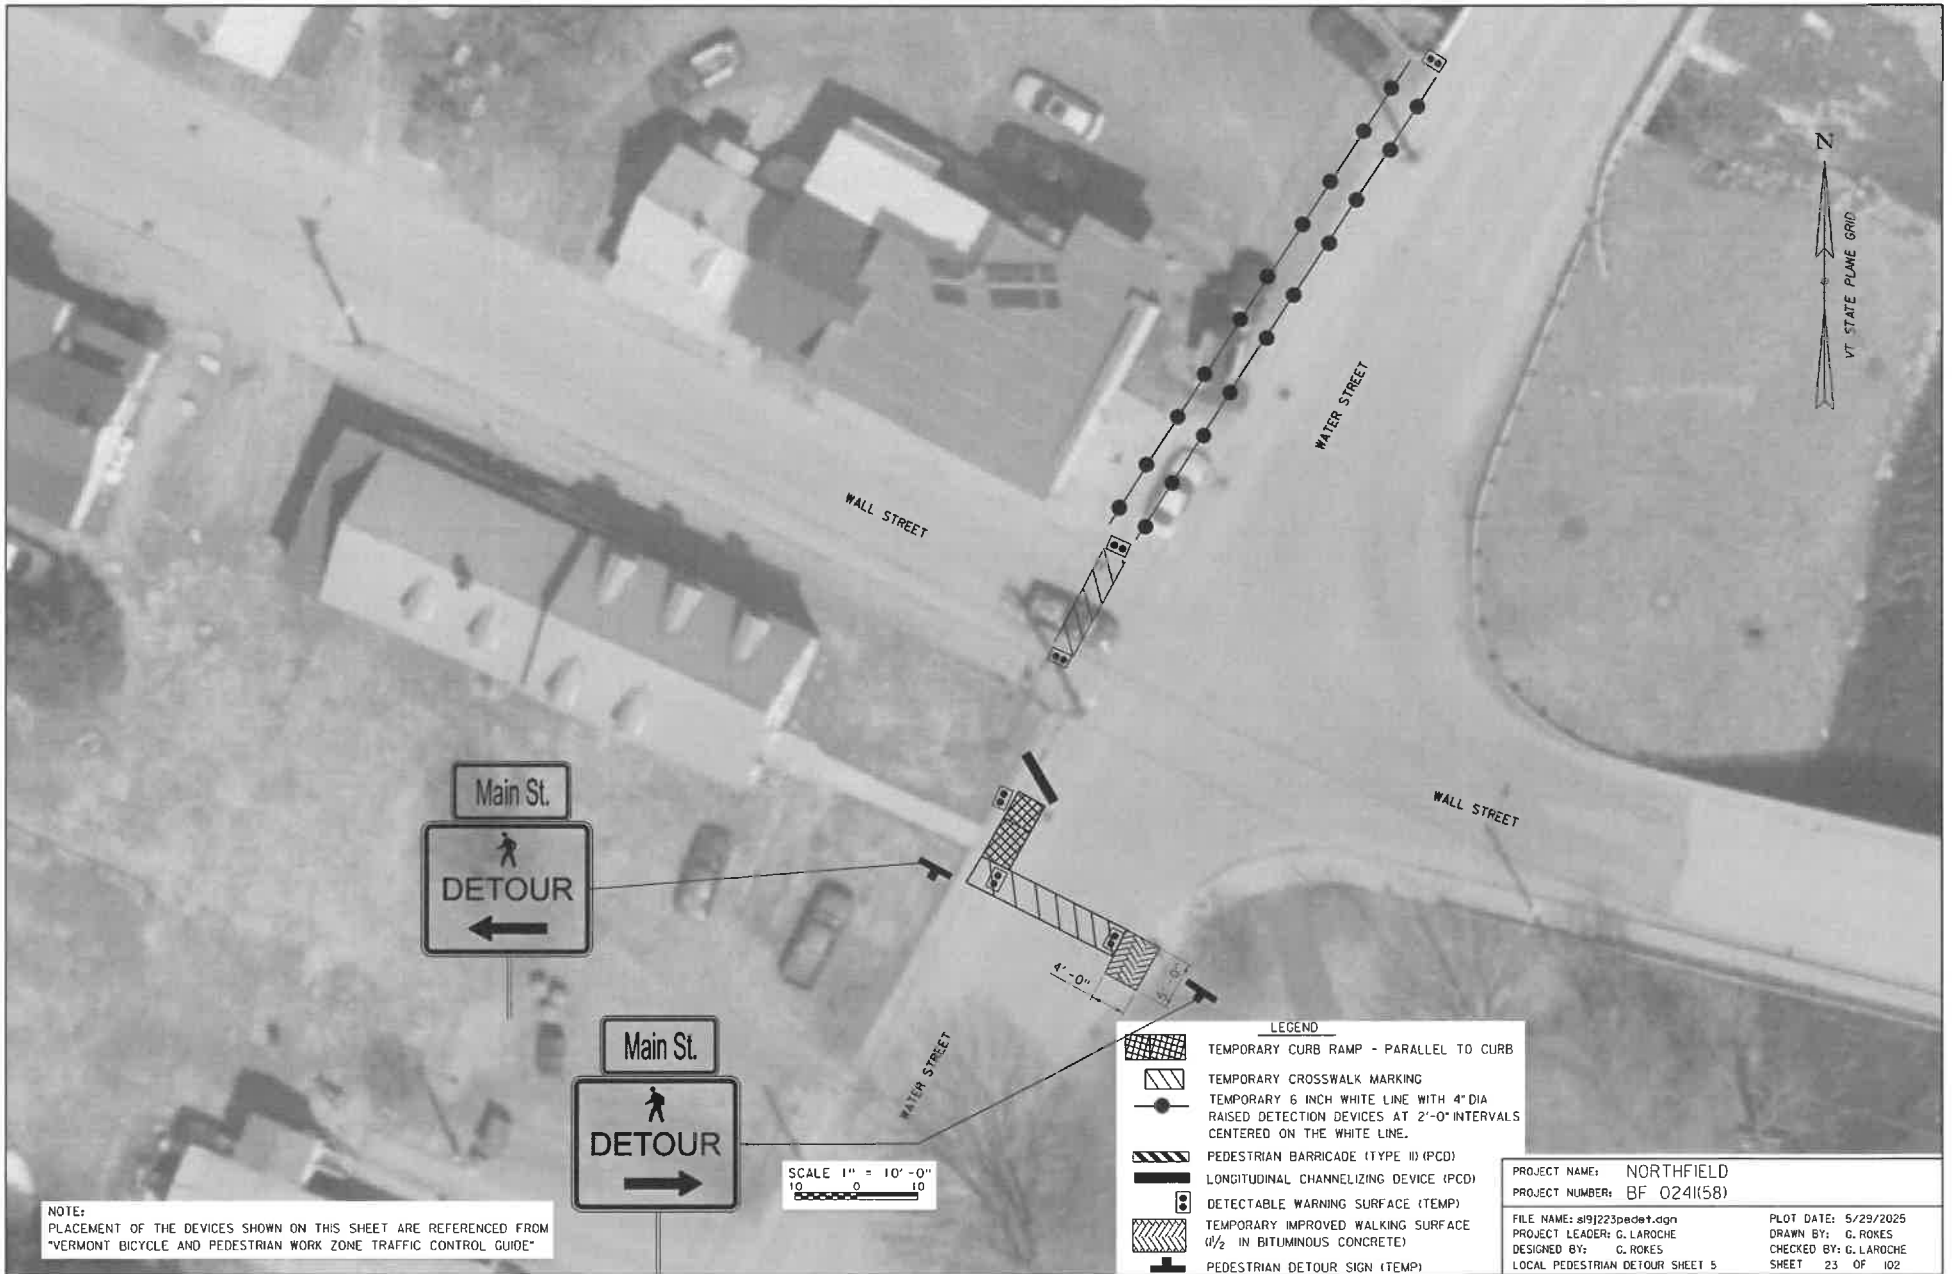 N
VT STATE PLANE GRID
WATER STREET
WALL STREET
WALL STREET
Main St.
DETOUR
4'-0"
5'-0"
WATER STREET
Main St.
DETOUR
SCALE 1" = 10'-0"
10 0 10
NOTE:
PLACEMENT OF THE DEVICES SHOWN ON THIS SHEET ARE REFERENCED FROM
"VERMONT BICYCLE AND PEDESTRIAN WORK ZONE TRAFFIC CONTROL GUIDE"
LEGEND
TEMPORARY CURB RAMP - PARALLEL TO CURB
TEMPORARY CROSSWALK MARKING
TEMPORARY 6 INCH WHITE LINE WITH 4" DIA
RAISED DETECTION DEVICES AT 2'-0" INTERVALS
CENTERED ON THE WHITE LINE.
PEDESTRIAN BARRICADE (TYPE II) (PCD)
LONGITUDINAL CHANNELIZING DEVICE (PCD)
DETECTABLE WARNING SURFACE (TEMP)
TEMPORARY IMPROVED WALKING SURFACE
(1 1/2 IN BITUMINOUS CONCRETE)
PEDESTRIAN DETOUR SIGN (TEMP)
PROJECT NAME: NORTHFIELD
PROJECT NUMBER: BF 0241(58)
FILE NAME: s19j223pedet.dgn
PLOT DATE: 5/29/2025
PROJECT LEADER: G. LAROCHE
DRAWN BY: G. ROKES
DESIGNED BY: G. ROKES
CHECKED BY: G. LAROCHE
LOCAL PEDESTRIAN DETOUR SHEET 5
SHEET 23 OF 102